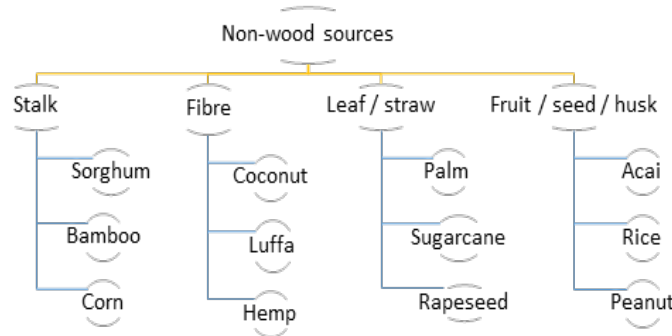 Non-wood sources
Stalk
Fibre
Leaf / straw
Fruit / seed / husk
Sorghum
Bamboo
Corn
Coconut
Luffa
Hemp
Palm
Sugarcane
Rapeseed
Acai
Rice
Peanut